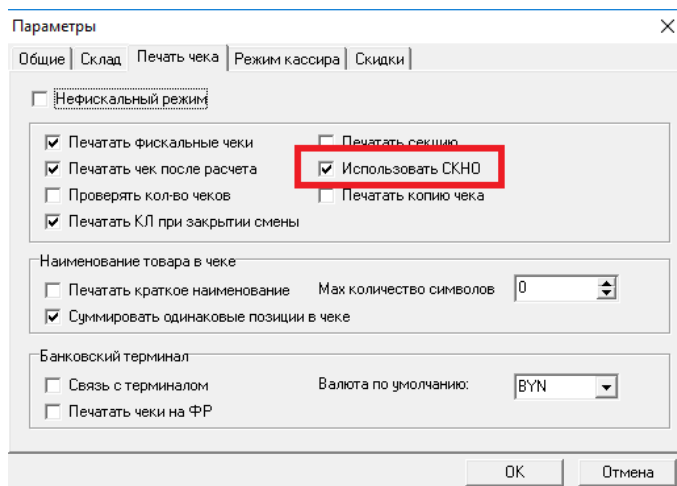 Параметры
Общие Склад Печать чека Режим кассира Скидки
Нефискальный режим
Печатать фискальные чеки Печатать секцию
Печатать чек после расчета Использовать СКНО
Проверять кол-во чеков Печатать копию чека
Печатать КЛ при закрытии смены
Наименование товара в чеке
Печатать краткое наименование Мах количество символов 0
Суммировать одинаковые позиции в чеке
Банковский терминал
Связь с терминалом Валюта по умолчанию: BYN
Печатать чеки на ФР
OK Отмена